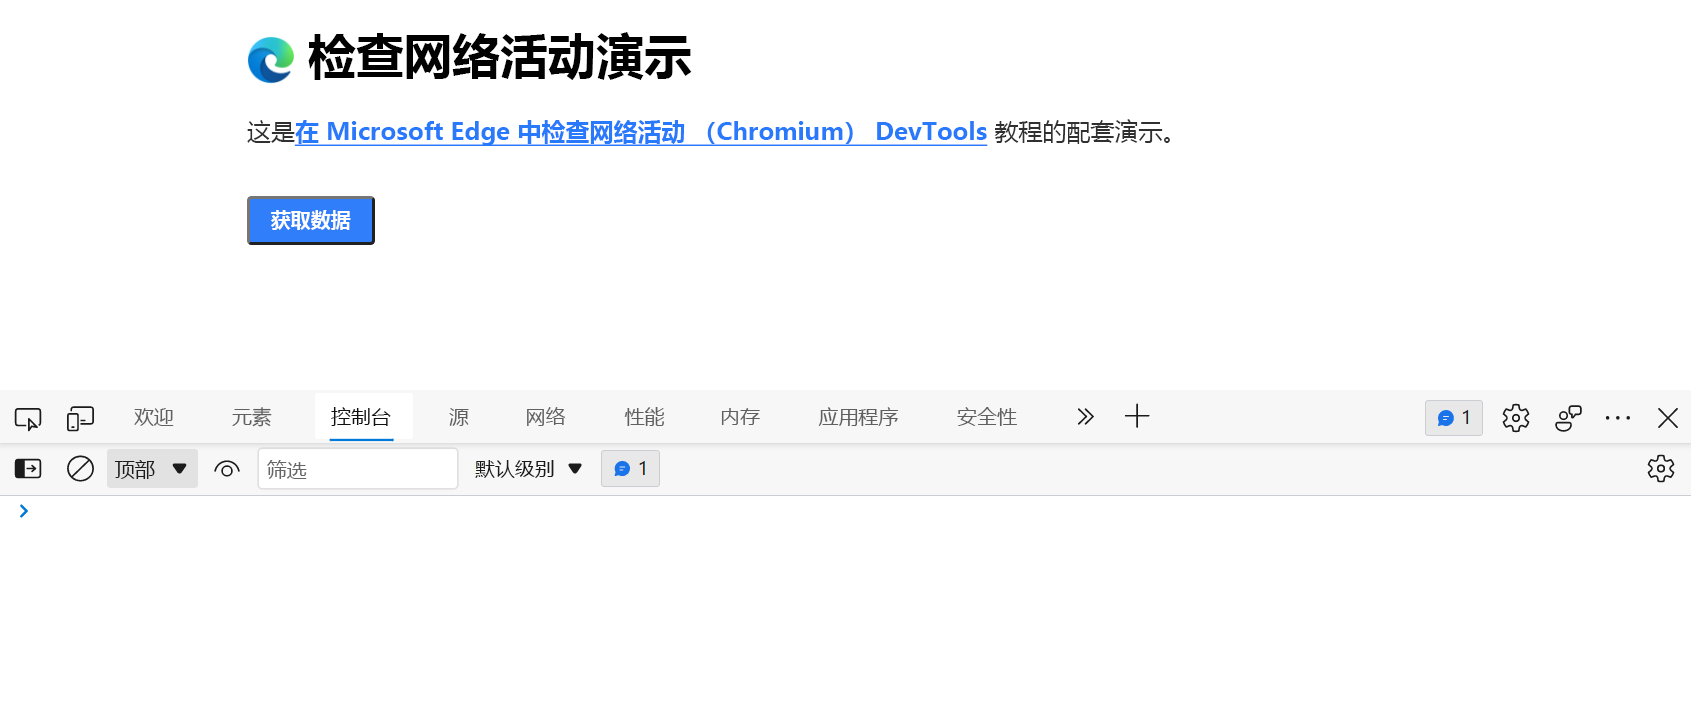 检查网络活动演示
这是在 Microsoft Edge 中检查网络活动 （Chromium） DevTools 教程的配套演示。
获取数据
欢迎 元素 控制台 源 网络 性能 内存 应用程序 安全性 1
顶部 筛选 默认级别 1